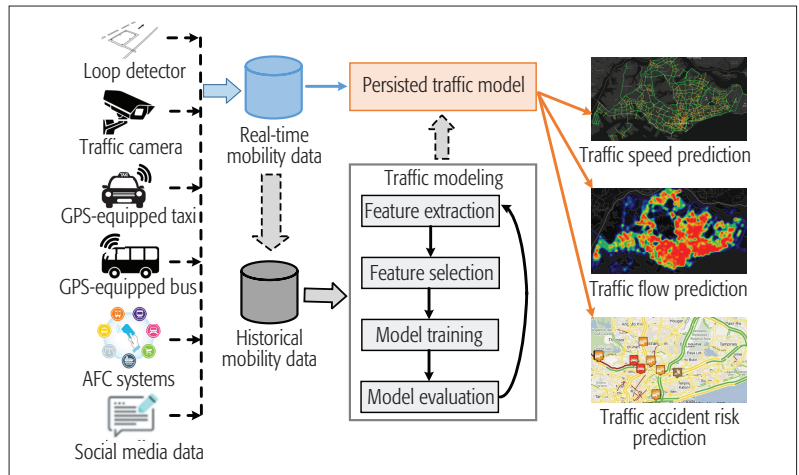 Loop detector
Traffic camera
GPS-equipped taxi
GPS-equipped bus
AFC systems
Social media data
Real-time
mobility data
Historical
mobility data
Persisted traffic model
Traffic modeling
Feature extraction
Feature selection
Model training
Model evaluation
Traffic speed prediction
Traffic flow prediction
Traffic accident risk
prediction